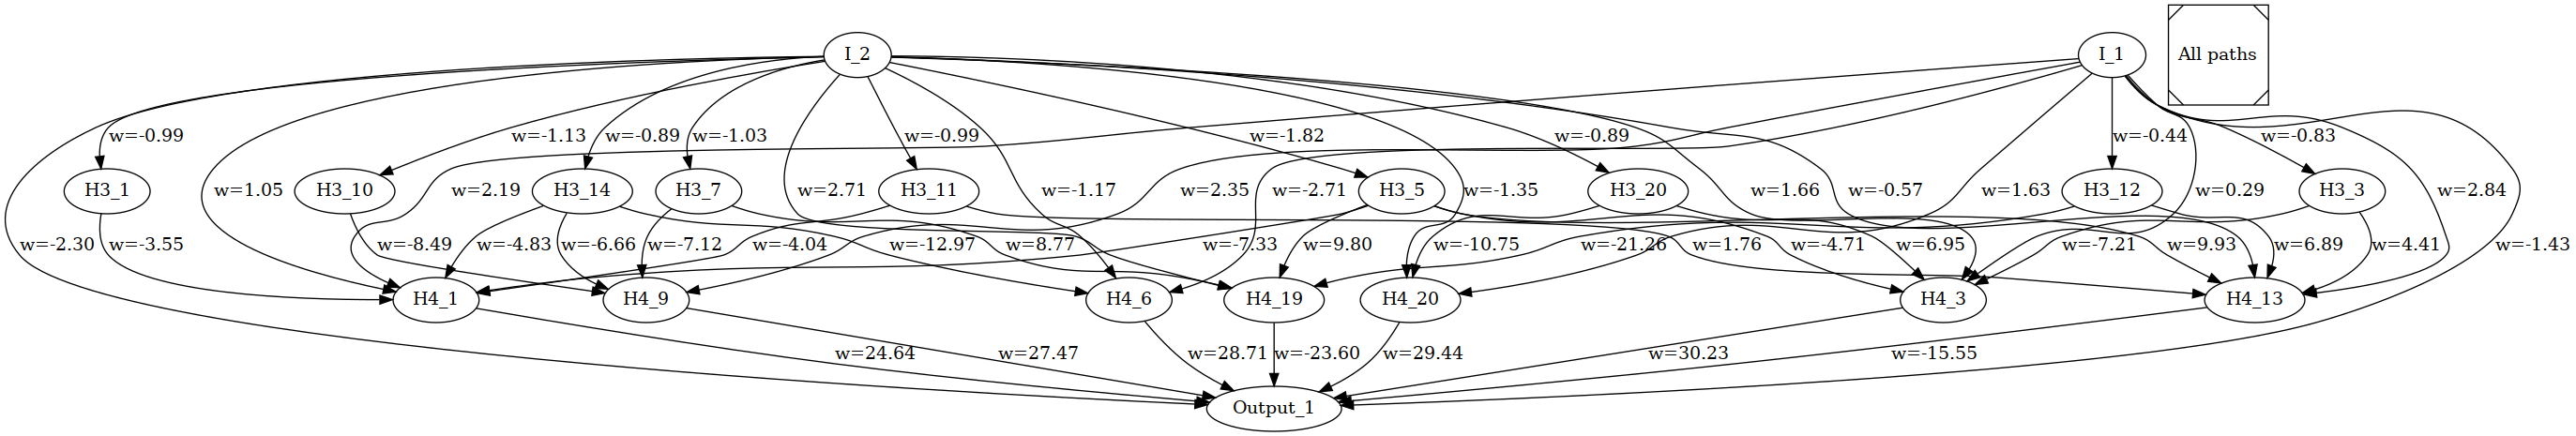 I_2
I_1
All paths
w=-0.99
w=-1.13
w=-0.89
w=-1.03
w=-0.99
w=-1.82
w=-0.89
w=-0.44
w=-0.83
H3_1
w=1.05
H3_10
w=2.19
H3_14
H3_7
w=2.71
H3_11
w=-1.17
w=2.35
w=-2.71
H3_5
w=-1.35
H3_20
w=1.66
w=-0.57
w=1.63
H3_12
w=0.29
H3_3
w=2.84
w=-2.30
w=-3.55
w=-8.49
w=-4.83
w=-6.66
w=-7.12
w=-4.04
w=-12.97
w=8.77
w=-7.33
w=9.80
w=-10.75
w=-21.26
w=1.76
w=-4.71
w=6.95
w=-7.21
w=9.93
w=6.89
w=4.41
w=-1.43
H4_1
H4_9
H4_6
H4_19
H4_20
H4_3
H4_13
w=24.64
w=27.47
w=28.71
w=-23.60
w=29.44
w=30.23
w=-15.55
Output_1